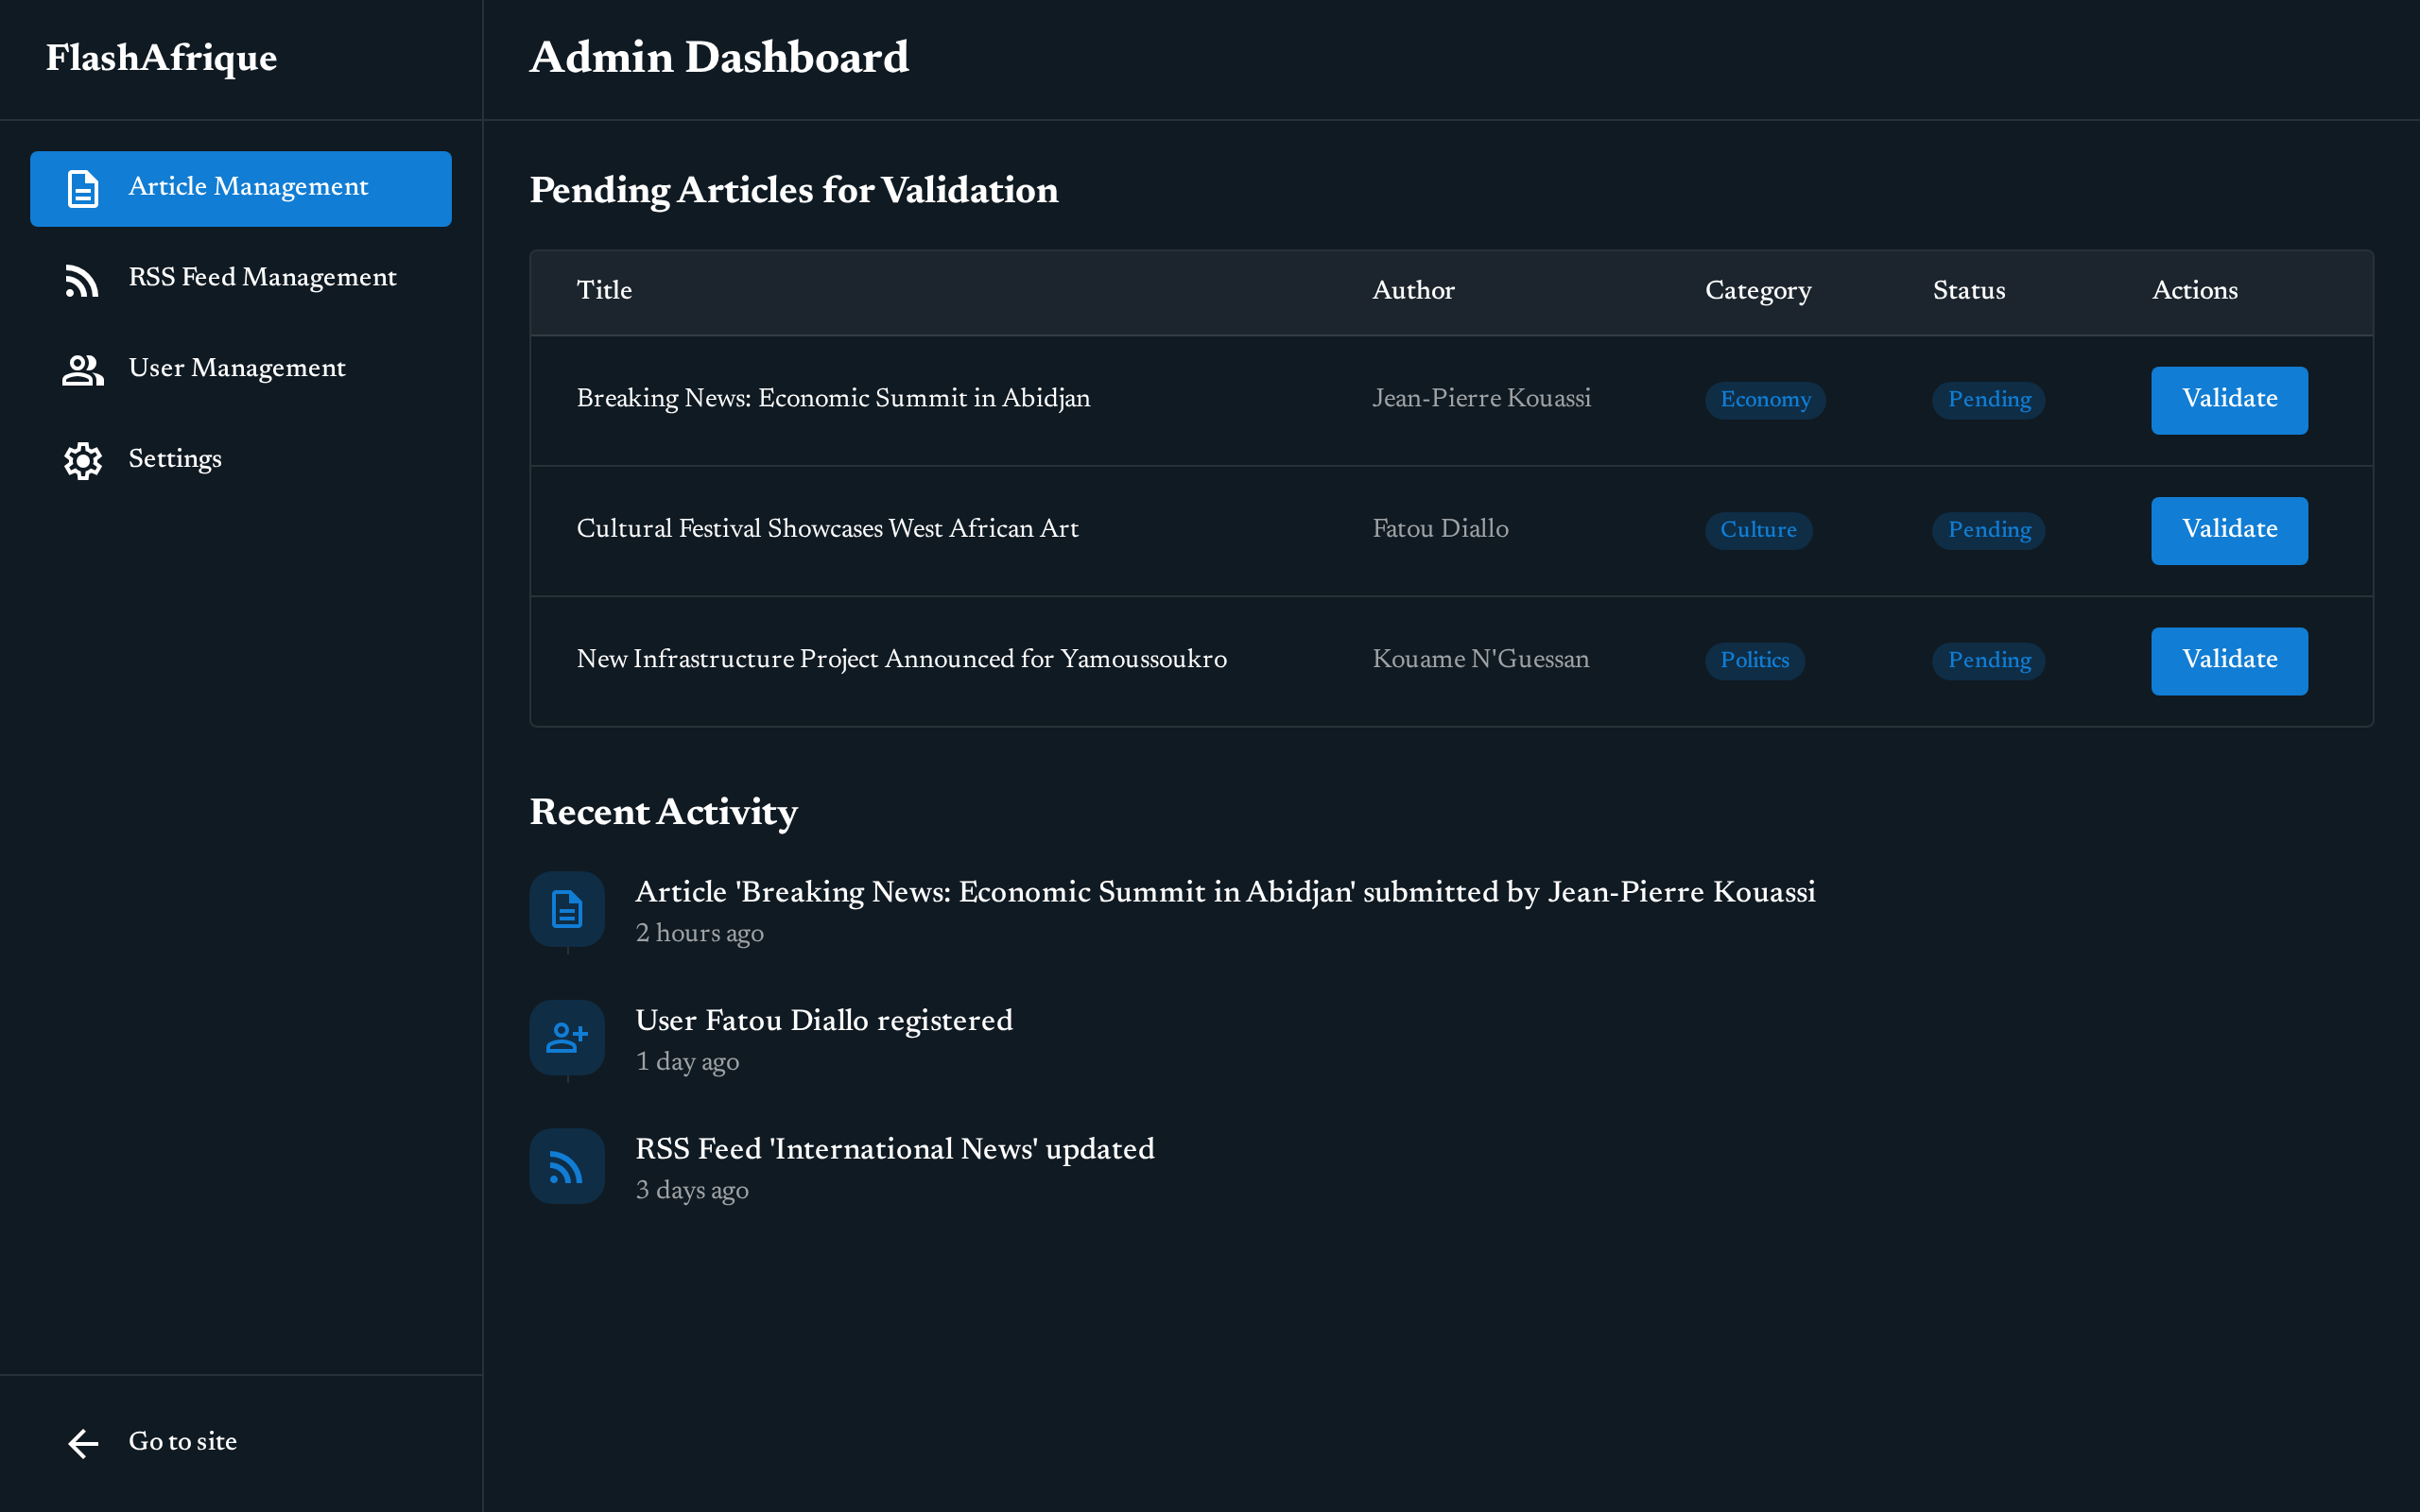 FlashAfrique
Admin Dashboard
Article Management
RSS Feed Management
User Management
Settings
Go to site
Pending Articles for Validation
Title Author Category Status Actions
Breaking News: Economic Summit in Abidjan Jean-Pierre Kouassi Economy Pending Validate
Cultural Festival Showcases West African Art Fatou Diallo Culture Pending Validate
New Infrastructure Project Announced for Yamoussoukro Kouame N'Guessan Politics Pending Validate
Recent Activity
Article 'Breaking News: Economic Summit in Abidjan' submitted by Jean-Pierre Kouassi
2 hours ago
User Fatou Diallo registered
1 day ago
RSS Feed 'International News' updated
3 days ago